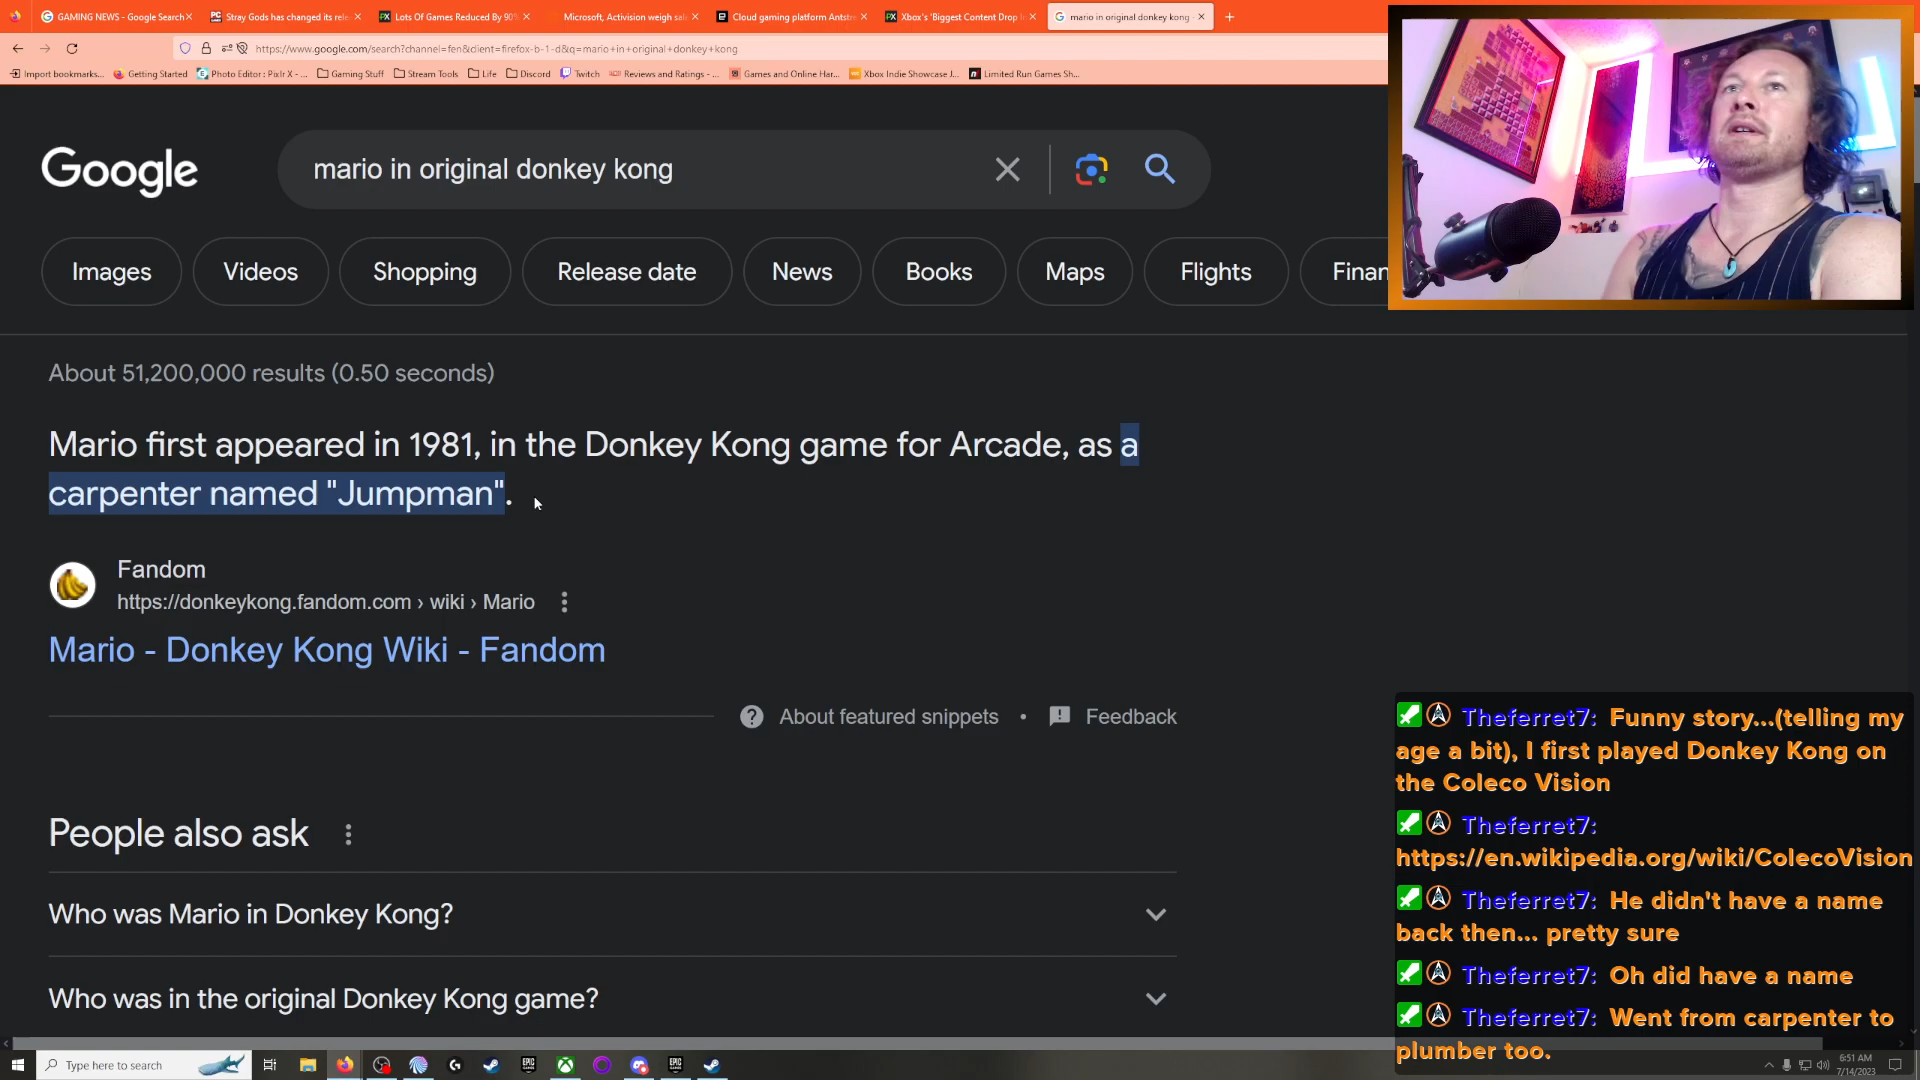 GAMING NEWS - Google Search
Stray Gods has changed its rele
Lots Of Games Reduced By 90%
Microsoft, Activision weigh sal
Cloud gaming platform Antstr
Xbox's 'Biggest Content Drop In
mario in original donkey kong -
https://www.google.com/search?channel=fen&client=firefox-b-1-d&q=mario+in+original+donkey+kong
Import bookmarks...
Getting Started
Photo Editor : Pixlr X - ...
Gaming Stuff
Stream Tools
Life
Discord
Twitch
Reviews and Ratings - ...
Games and Online Har...
Xbox Indie Showcase J...
Limited Run Games Sh...
Google
mario in original donkey kong
Images
Videos
Shopping
Release date
News
Books
Maps
Flights
Finan
About 51,200,000 results (0.50 seconds)
Mario first appeared in 1981, in the Donkey Kong game for Arcade, as a
carpenter named "Jumpman".
Fandom
https://donkeykong.fandom.com › wiki › Mario
Mario - Donkey Kong Wiki - Fandom
About featured snippets • Feedback
People also ask
Who was Mario in Donkey Kong?
Who was in the original Donkey Kong game?
Theferret7: Funny story...(telling my
age a bit), I first played Donkey Kong on
the Coleco Vision
Theferret7:
https://en.wikipedia.org/wiki/ColecoVision
Theferret7: He didn't have a name
back then... pretty sure
Theferret7: Oh did have a name
Theferret7: Went from carpenter to
plumber too.
Type here to search
6:51 AM
7/14/2023